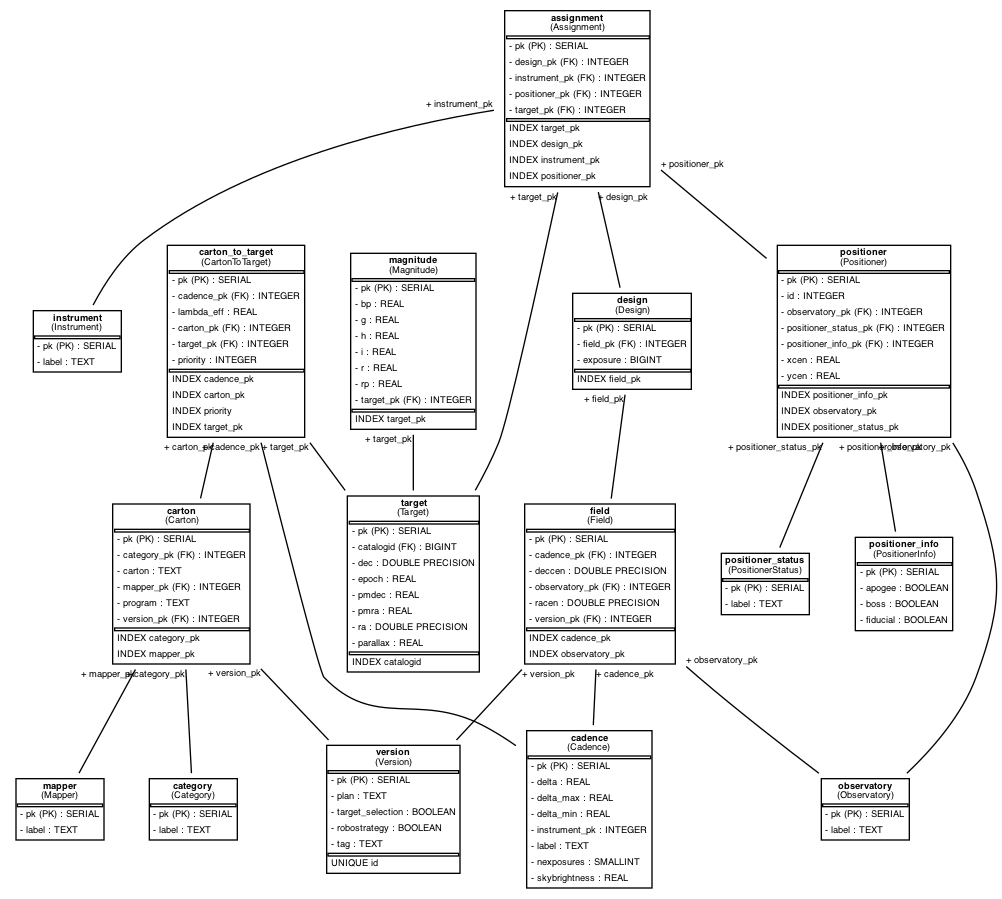 assignment
(Assignment)
- pk (PK) : SERIAL
- design_pk (FK) : INTEGER
- instrument_pk (FK) : INTEGER
- positioner_pk (FK) : INTEGER
- target_pk (FK) : INTEGER
INDEX target_pk
INDEX design_pk
INDEX instrument_pk
INDEX positioner_pk
+ instrument_pk
+ positioner_pk
+ target_pk
+ design_pk
carton_to_target
(CartonToTarget)
- pk (PK) : SERIAL
- cadence_pk (FK) : INTEGER
- lambda_eff : REAL
- carton_pk (FK) : INTEGER
- target_pk (FK) : INTEGER
- priority : INTEGER
INDEX cadence_pk
INDEX carton_pk
INDEX priority
INDEX target_pk
magnitude
(Magnitude)
- pk (PK) : SERIAL
- bp : REAL
- g : REAL
- h : REAL
- i : REAL
- r : REAL
- rp : REAL
- target_pk (FK) : INTEGER
INDEX target_pk
positioner
(Positioner)
- pk (PK) : SERIAL
- id : INTEGER
- observatory_pk (FK) : INTEGER
- positioner_status_pk (FK) : INTEGER
- positioner_info_pk (FK) : INTEGER
- xcen : REAL
- ycen : REAL
INDEX positioner_info_pk
INDEX observatory_pk
INDEX positioner_status_pk
design
(Design)
- pk (PK) : SERIAL
- field_pk (FK) : INTEGER
- exposure : BIGINT
INDEX field_pk
instrument
(Instrument)
- pk (PK) : SERIAL
- label : TEXT
+ field_pk
+ target_pk
+ carton_pk
+ cadence_pk
+ target_pk
+ positioner_status_pk
+ positioner_info_pk
+ observatory_pk
carton
(Carton)
- pk (PK) : SERIAL
- category_pk (FK) : INTEGER
- carton : TEXT
- mapper_pk (FK) : INTEGER
- program : TEXT
- version_pk (FK) : INTEGER
INDEX category_pk
INDEX mapper_pk
target
(Target)
- pk (PK) : SERIAL
- catalogid (FK) : BIGINT
- dec : DOUBLE PRECISION
- epoch : REAL
- pmdec : REAL
- pmra : REAL
- ra : DOUBLE PRECISION
- parallax : REAL
INDEX catalogid
field
(Field)
- pk (PK) : SERIAL
- cadence_pk (FK) : INTEGER
- deccen : DOUBLE PRECISION
- observatory_pk (FK) : INTEGER
- racen : DOUBLE PRECISION
- version_pk (FK) : INTEGER
INDEX cadence_pk
INDEX observatory_pk
positioner_status
(PositionerStatus)
- pk (PK) : SERIAL
- label : TEXT
positioner_info
(PositionerInfo)
- pk (PK) : SERIAL
- apogee : BOOLEAN
- boss : BOOLEAN
- fiducial : BOOLEAN
+ mapper_pk
+ category_pk
+ version_pk
+ version_pk
+ cadence_pk
+ observatory_pk
mapper
(Mapper)
- pk (PK) : SERIAL
- label : TEXT
category
(Category)
- pk (PK) : SERIAL
- label : TEXT
version
(Version)
- pk (PK) : SERIAL
- plan : TEXT
- target_selection : BOOLEAN
- robostrategy : BOOLEAN
- tag : TEXT
UNIQUE id
cadence
(Cadence)
- pk (PK) : SERIAL
- delta : REAL
- delta_max : REAL
- delta_min : REAL
- instrument_pk : INTEGER
- label : TEXT
- nexposures : SMALLINT
- skybrightness : REAL
observatory
(Observatory)
- pk (PK) : SERIAL
- label : TEXT